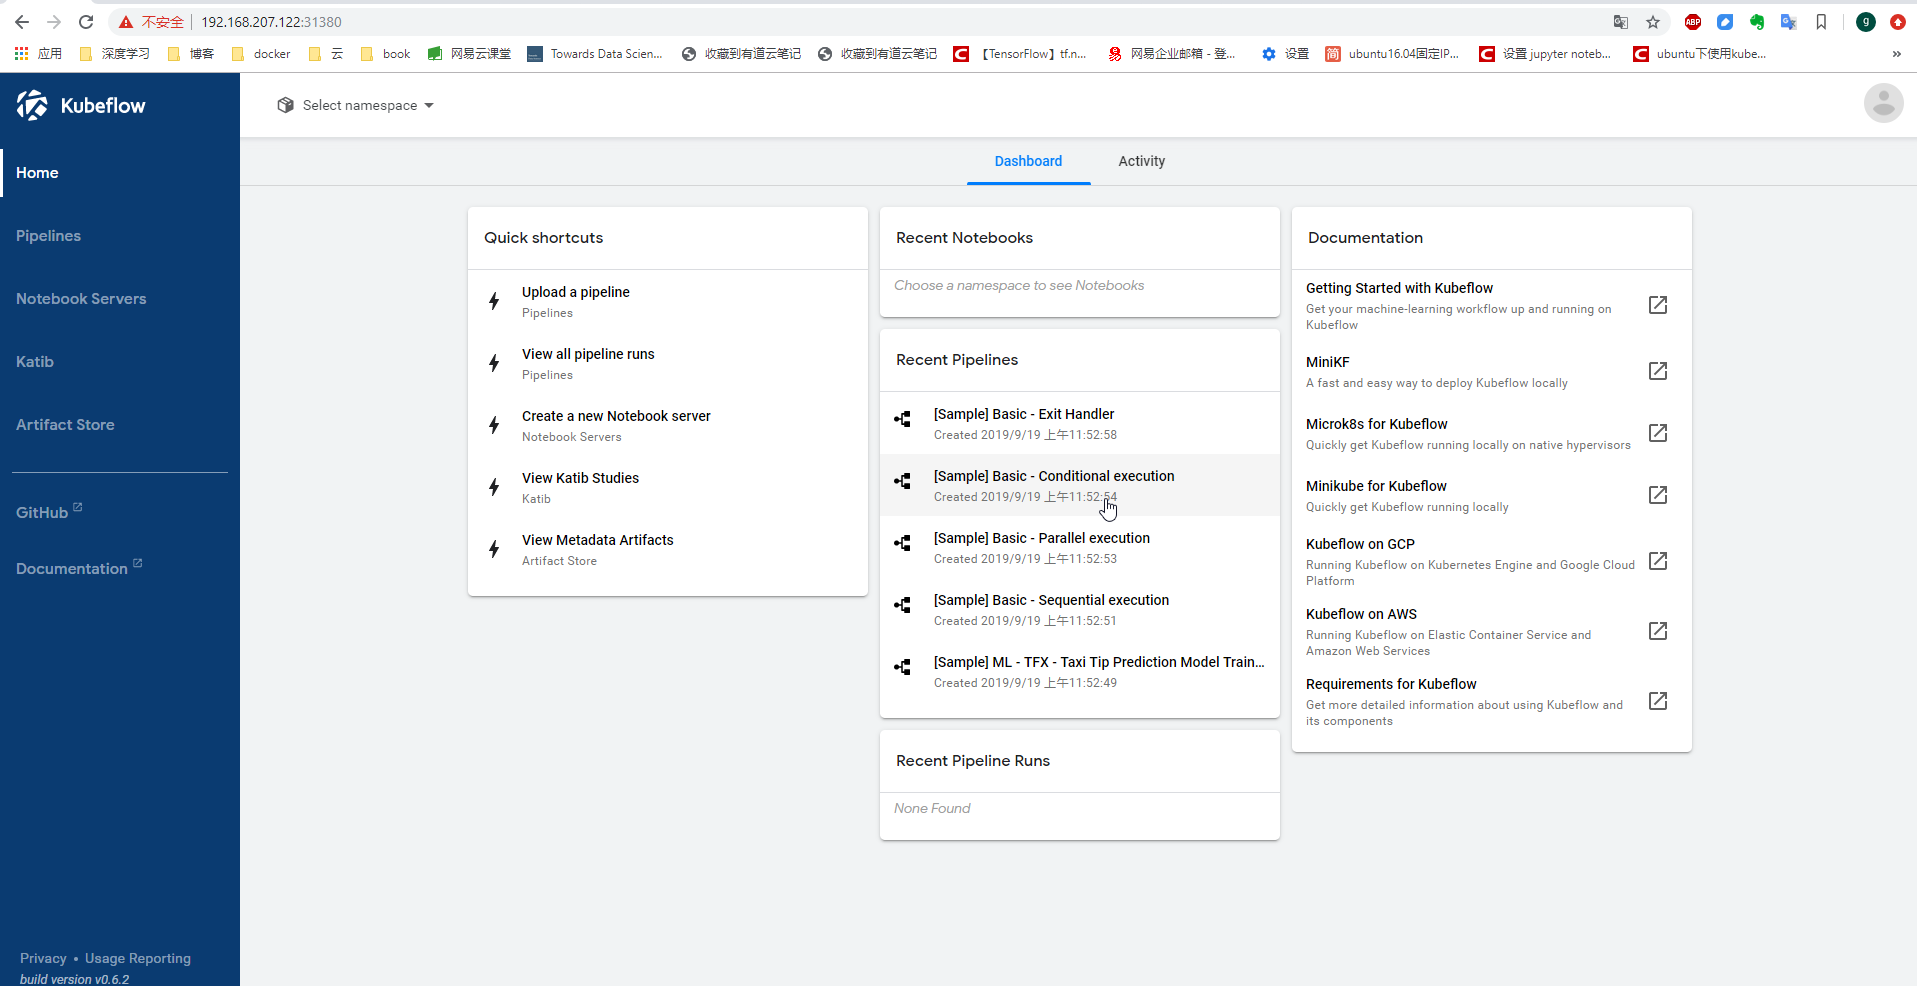 不安全 192.168.207.122:31380
应用 深度学习 博客 docker 云 book 网易云课堂 Towards Data Scien... 收藏到有道云笔记 收藏到有道云笔记 【TensorFlow】tf.n... 网易企业邮箱 - 登... 设置 简 ubuntu16.04固定IP... 设置 jupyter noteb... ubuntu下使用kube... »
Kubeflow
Select namespace
Home
Pipelines
Notebook Servers
Katib
Artifact Store
GitHub
Documentation
Privacy • Usage Reporting
build version v0.6.2
Dashboard Activity
Quick shortcuts
Upload a pipeline
Pipelines
View all pipeline runs
Pipelines
Create a new Notebook server
Notebook Servers
View Katib Studies
Katib
View Metadata Artifacts
Artifact Store
Recent Notebooks
Choose a namespace to see Notebooks
Recent Pipelines
[Sample] Basic - Exit Handler
Created 2019/9/19 上午11:52:58
[Sample] Basic - Conditional execution
Created 2019/9/19 上午11:52:54
[Sample] Basic - Parallel execution
Created 2019/9/19 上午11:52:53
[Sample] Basic - Sequential execution
Created 2019/9/19 上午11:52:51
[Sample] ML - TFX - Taxi Tip Prediction Model Train...
Created 2019/9/19 上午11:52:49
Recent Pipeline Runs
None Found
Documentation
Getting Started with Kubeflow
Get your machine-learning workflow up and running on
Kubeflow
MiniKF
A fast and easy way to deploy Kubeflow locally
Microk8s for Kubeflow
Quickly get Kubeflow running locally on native hypervisors
Minikube for Kubeflow
Quickly get Kubeflow running locally
Kubeflow on GCP
Running Kubeflow on Kubernetes Engine and Google Cloud
Platform
Kubeflow on AWS
Running Kubeflow on Elastic Container Service and
Amazon Web Services
Requirements for Kubeflow
Get more detailed information about using Kubeflow and
its components